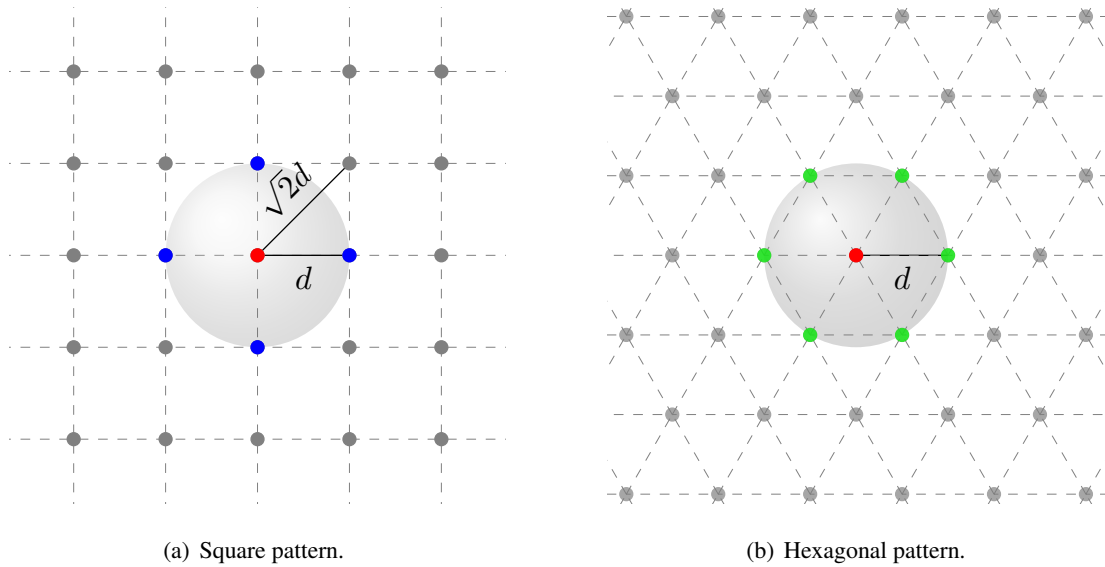 √2d
d
d
(a) Square pattern.
(b) Hexagonal pattern.